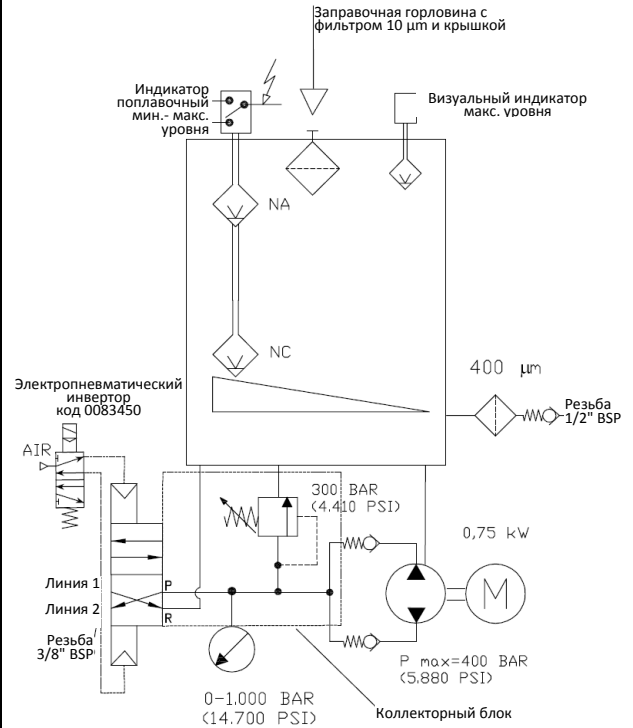 Заправочная горловина с
фильтром 10 μm и крышкой
Индикатор
поплавочный
мин.- макс.
уровня
Визуальный индикатор
макс. уровня
NA
NC
400 μm
Резьба
1/2" BSP
Электропневматический
инвертор
код 0083450
AIR
300 BAR
(4.410 PSI)
0,75 kW
Линия 1
P
Линия 2
R
M
Резьба
3/8" BSP
P max=400 BAR
(5.880 PSI)
0-1.000 BAR
(14.700 PSI)
Коллекторный блок